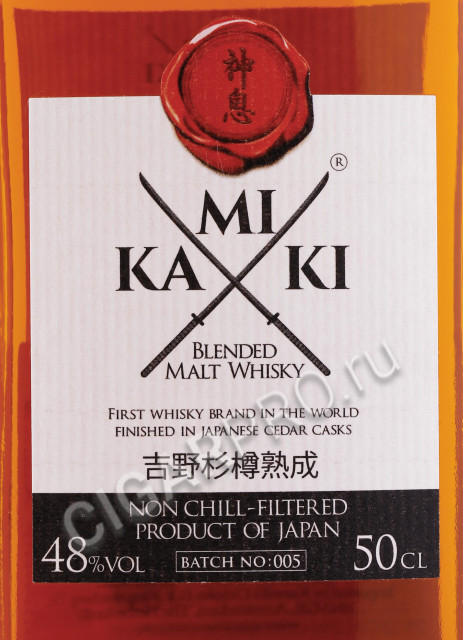 神息
®
MI
KA KI
BLENDED
MALT WHISKY
FIRST WHISKY BRAND IN THE WORLD
FINISHED IN JAPANESE CEDAR CASKS
吉野杉樽熟成
NON CHILL-FILTERED
PRODUCT OF JAPAN
48%VOL BATCH NO:005 50CL
CIGARPRO.RU